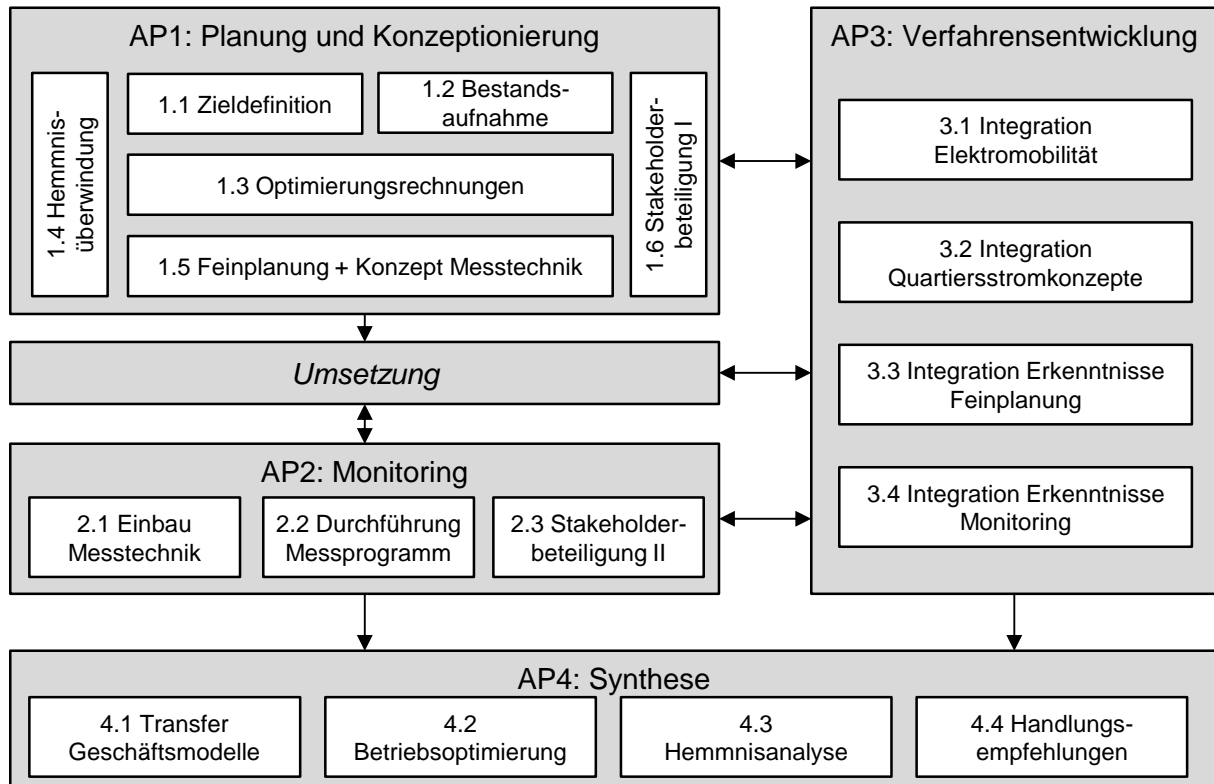 AP1: Planung und Konzeptionierung
1.4 Hemmnis-
überwindung
1.1 Zieldefinition
1.2 Bestands-
aufnahme
1.3 Optimierungsrechnungen
1.5 Feinplanung + Konzept Messtechnik
1.6 Stakeholder-
beteiligung I
Umsetzung
AP2: Monitoring
2.1 Einbau
Messtechnik
2.2 Durchführung
Messprogramm
2.3 Stakeholder-
beteiligung II
AP3: Verfahrensentwicklung
3.1 Integration
Elektromobilität
3.2 Integration
Quartiersstromkonzepte
3.3 Integration Erkenntnisse
Feinplanung
3.4 Integration Erkenntnisse
Monitoring
AP4: Synthese
4.1 Transfer
Geschäftsmodelle
4.2
Betriebsoptimierung
4.3
Hemmnisanalyse
4.4 Handlungs-
empfehlungen